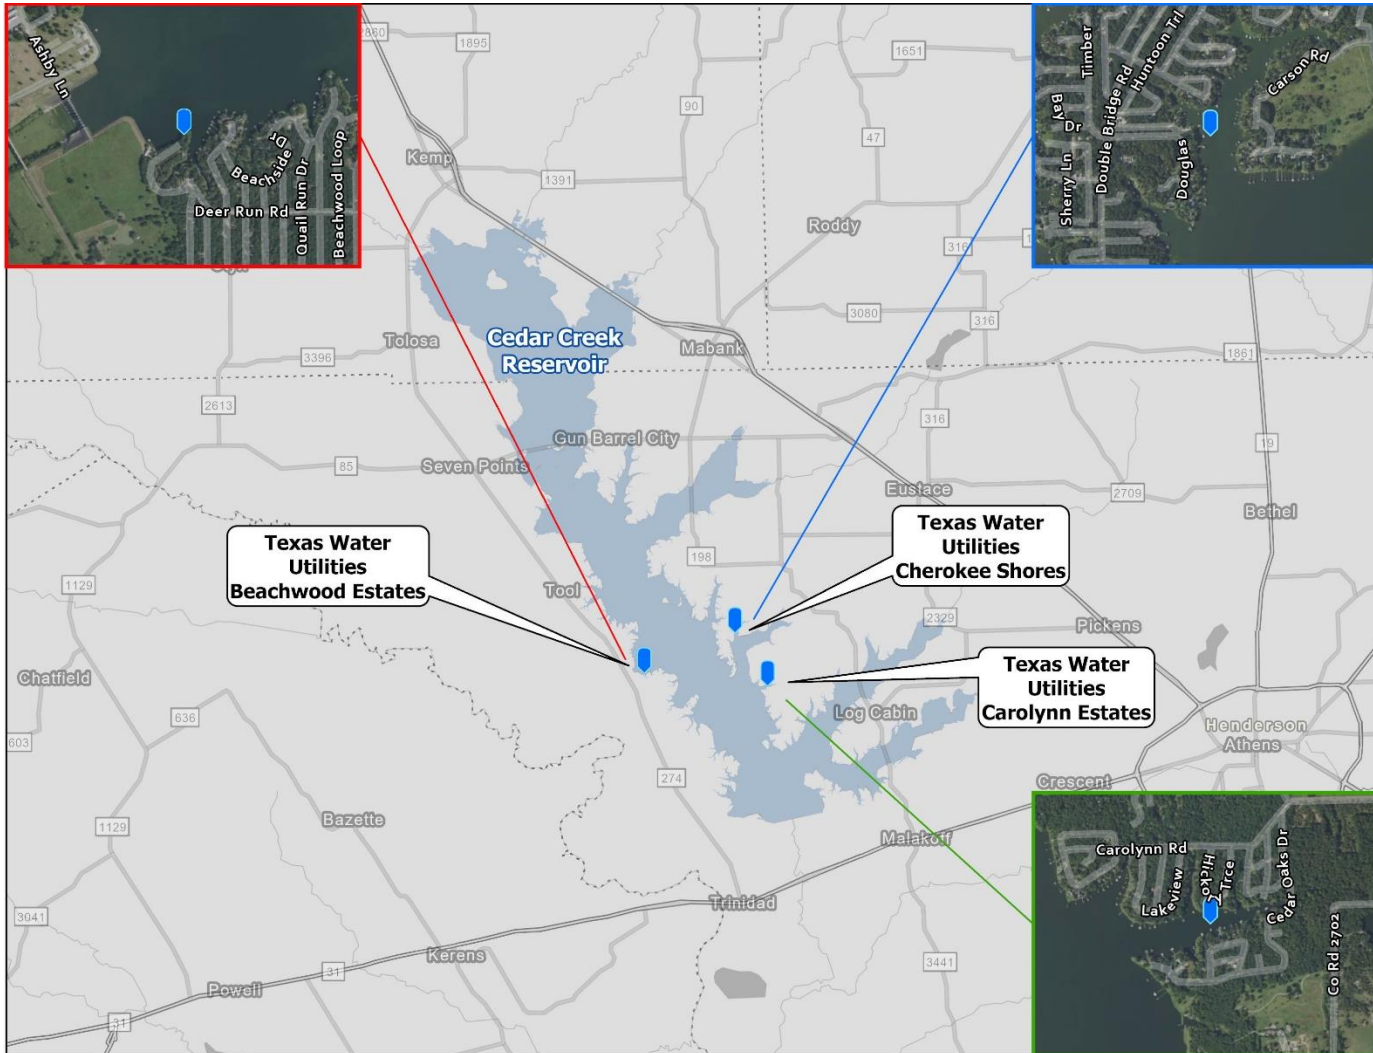 Ashby Ln
Beachside Dr
Deer Run Rd
Quail Run Dr
Beachwood Loop
2860
1895
90
1651
47
Kemp
1391
Roddy
316
3080
316
Timber
Bay
Dr
Sherry Ln
Double Bridge Rd
Huntoon Trl
Douglas
Carson Rd
Cedar Creek
Reservoir
Tolosa
Mabank
3396
1861
2613
316
Gun Barrel City
19
85
Seven Points
Eustace
2709
Bethel
Texas Water
Utilities
Beachwood Estates
Texas Water
Utilities
Cherokee Shores
198
1129
Tool
2329
Pickens
Chatfield
Texas Water
Utilities
Carolynn Estates
636
603
Log Cabin
Henderson
Athens
274
Crescent
1129
Bazette
Malakoff
Trinidad
3041
Kerens
31
3441
Powell
31
Carolynn Rd
Lakeview
Hickory
Trce
Cedar Oaks Dr
Co Rd 2702